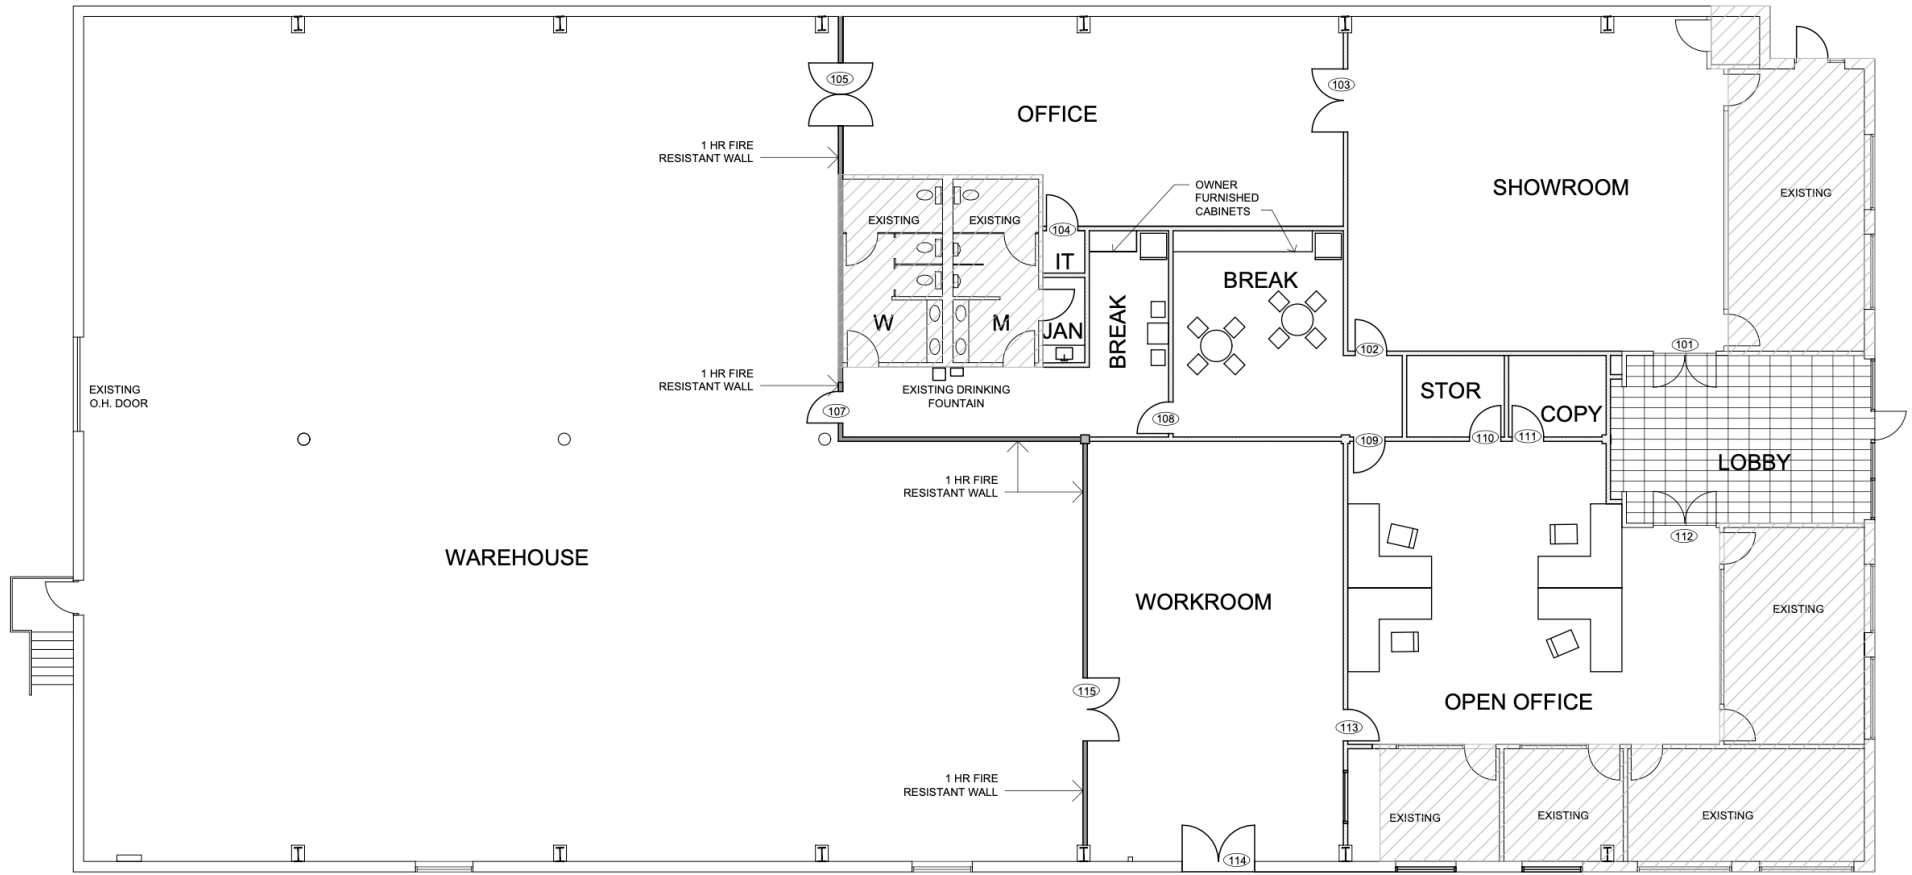 105
103
OFFICE
1 HR FIRE
RESISTANT WALL
OWNER
FURNISHED
CABINETS
SHOWROOM
EXISTING
EXISTING
EXISTING
104
IT
BREAK
BREAK
W
M
JAN
102
101
1 HR FIRE
RESISTANT WALL
EXISTING
O.H. DOOR
EXISTING DRINKING
FOUNTAIN
STOR
COPY
107
108
109
110
111
LOBBY
1 HR FIRE
RESISTANT WALL
112
WAREHOUSE
WORKROOM
EXISTING
115
OPEN OFFICE
113
1 HR FIRE
RESISTANT WALL
EXISTING
EXISTING
EXISTING
114